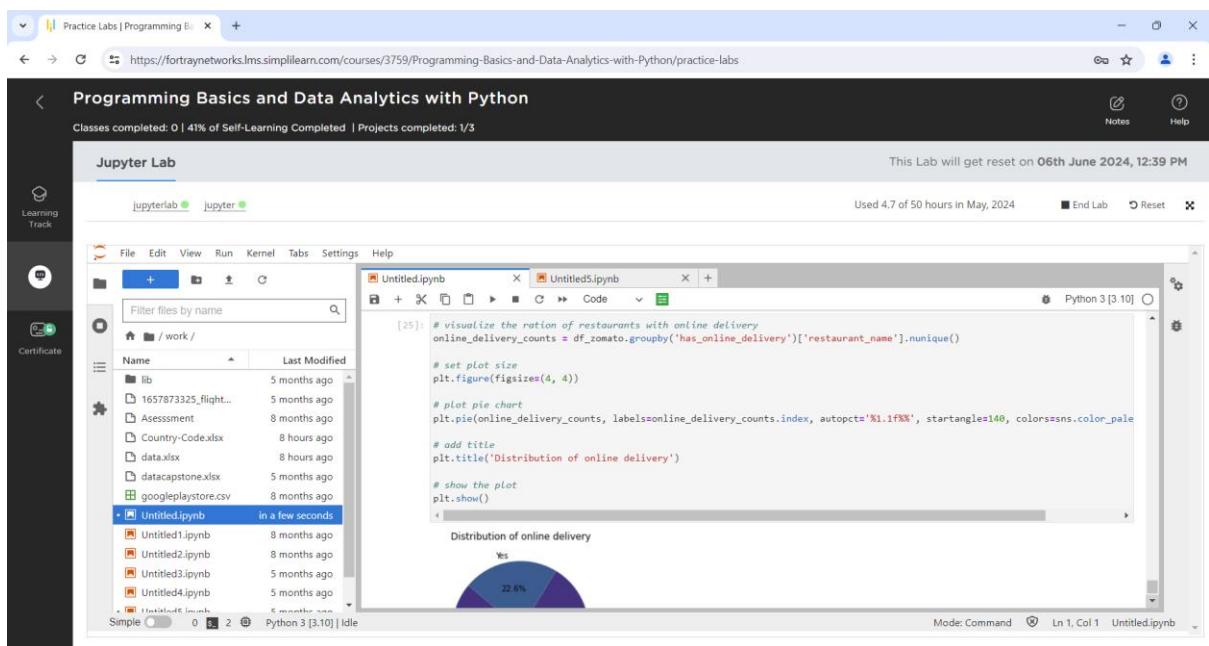 Practice Labs | Programming Ba
https://fortraynetworks.lms.simplilearn.com/courses/3759/Programming-Basics-and-Data-Analytics-with-Python/practice-labs
Programming Basics and Data Analytics with Python
Classes completed: 0 | 41% of Self-Learning Completed | Projects completed: 1/3
Notes
Help
Learning
Track
Certificate
Jupyter Lab
This Lab will get reset on 06th June 2024, 12:39 PM
jupyterlab jupyter
Used 4.7 of 50 hours in May, 2024 End Lab Reset
File Edit View Run Kernel Tabs Settings Help
Filter files by name
/ work /
Name Last Modified
lib 5 months ago
1657873325_flight... 5 months ago
Asesssment 8 months ago
Country-Code.xlsx 8 hours ago
data.xlsx 8 hours ago
datacapstone.xlsx 5 months ago
googleplaystore.csv 8 months ago
Untitled.ipynb in a few seconds
Untitled1.ipynb 8 months ago
Untitled2.ipynb 8 months ago
Untitled3.ipynb 5 months ago
Untitled4.ipynb 5 months ago
Untitled5.ipynb 5 months ago
Untitled.ipynb Untitled5.ipynb
Code Python 3 [3.10]
[25]: # visualize the ration of restaurants with online delivery
online_delivery_counts = df_zomato.groupby('has_online_delivery')['restaurant_name'].nunique()
# set plot size
plt.figure(figsize=(4, 4))
# plot pie chart
plt.pie(online_delivery_counts, labels=online_delivery_counts.index, autopct='%1.1f%%', startangle=140, colors=sns.color_pale
# add title
plt.title('Distribution of online delivery')
# show the plot
plt.show()
Distribution of online delivery
Yes
22.6%
Simple 0 2 Python 3 [3.10] | Idle Mode: Command Ln 1, Col 1 Untitled.ipynb